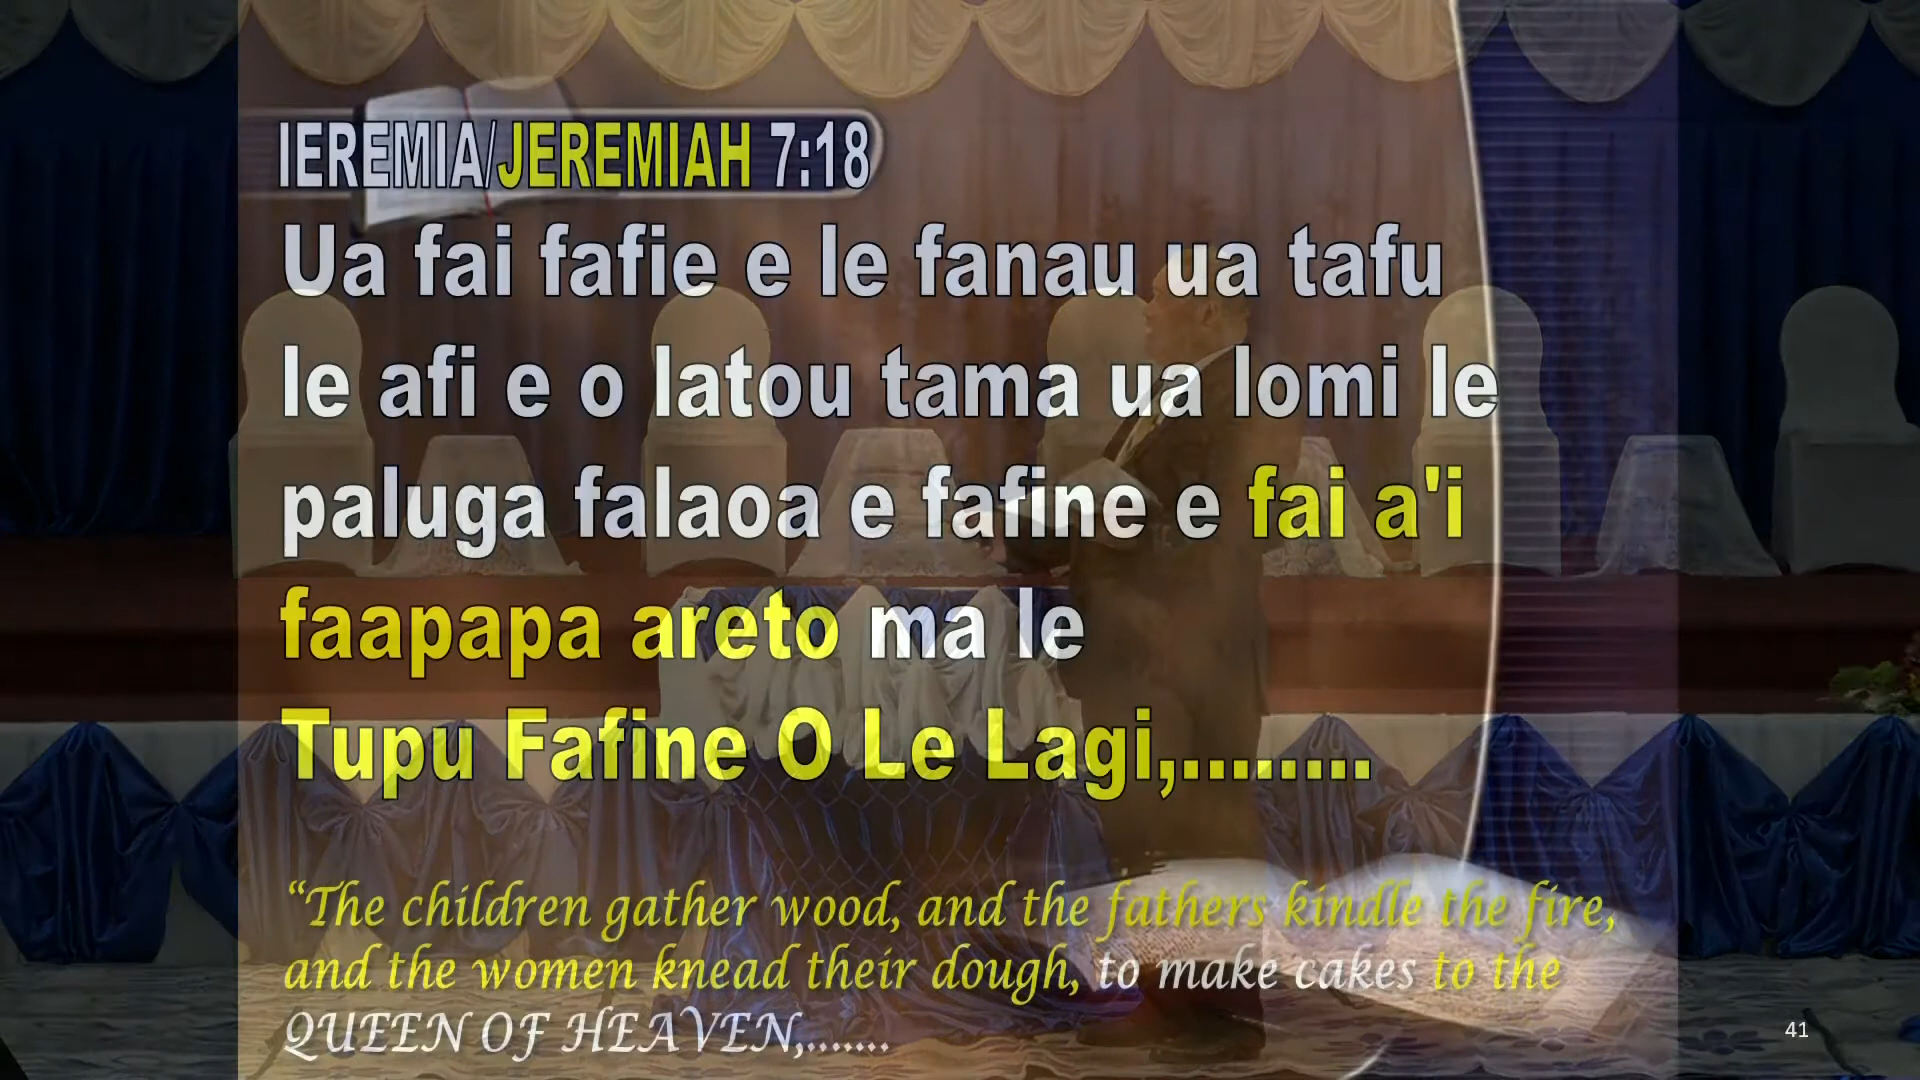 IEREMIA/JEREMIAH 7:18
Ua fai fafie e le fanau ua tafu
le afi e o latou tama ua lomi le
paluga falaoa e fafine e fai a'i
faapapa areto ma le
Tupu Fafine O Le Lagi,........
“The children gather wood, and the fathers kindle the fire,
and the women knead their dough, to make cakes to the
QUEEN OF HEAVEN,.......
41